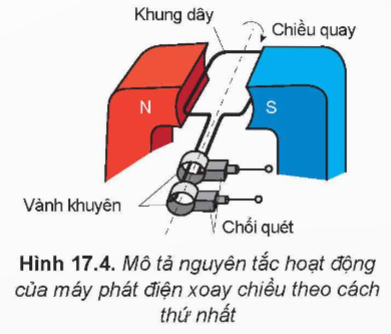 Khung dây
Chiều quay
N
S
Vành khuyên
Chổi quét
Hình 17.4. Mô tả nguyên tắc hoạt động
của máy phát điện xoay chiều theo cách
thứ nhất